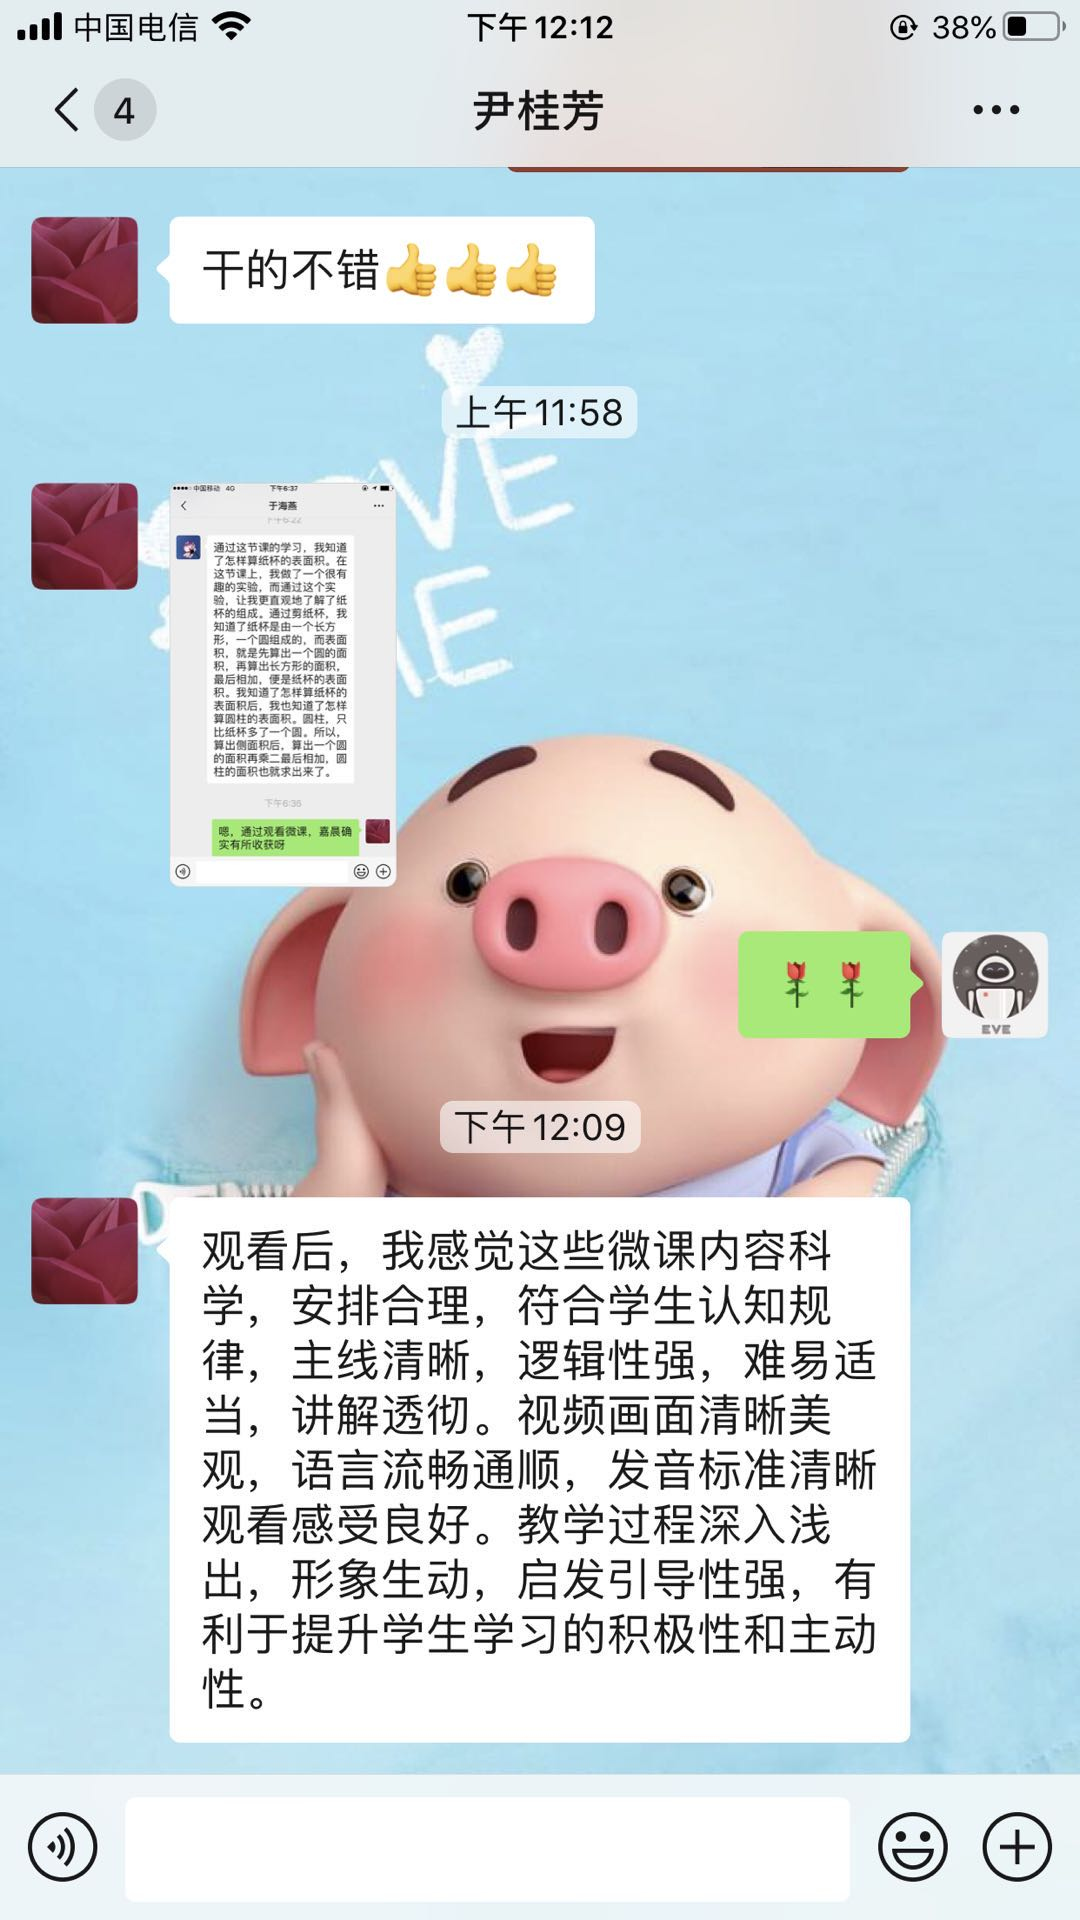 中国电信
下午 12:12
38%
4
尹桂芳
干的不错👍👍👍
上午 11:58
中国移动 4G
下午6:37
于海燕
下午6:22
通过这节课的学习，我知道
了怎样算纸杯的表面积。在
这节课上，我做了一个很有
趣的实验，而通过这个实
验，让我更直观地了解了纸
杯的组成。通过剪纸杯，我
知道了纸杯是由一个长方
形，一个圆组成的，而表面
积，就是先算出一个圆的面
积，再算出长方形的面积，
最后相加，便是纸杯的表面
积。我知道了怎样算纸杯的
表面积后，我也知道了怎样
算圆柱的表面积。圆柱，只
比纸杯多了一个圆。所以，
算出侧面积后，算出一个圆
的面积再乘二最后相加，圆
柱的面积也就求出来了。
嗯，通过观看微课，嘉晨确
实有所收获呀
🌹🌹
EVE
下午 12:09
观看后，我感觉这些微课内容科
学，安排合理，符合学生认知规
律，主线清晰，逻辑性强，难易适
当，讲解透彻。视频画面清晰美
观，语言流畅通顺，发音标准清晰
观看感受良好。教学过程深入浅
出，形象生动，启发引导性强，有
利于提升学生学习的积极性和主动
性。